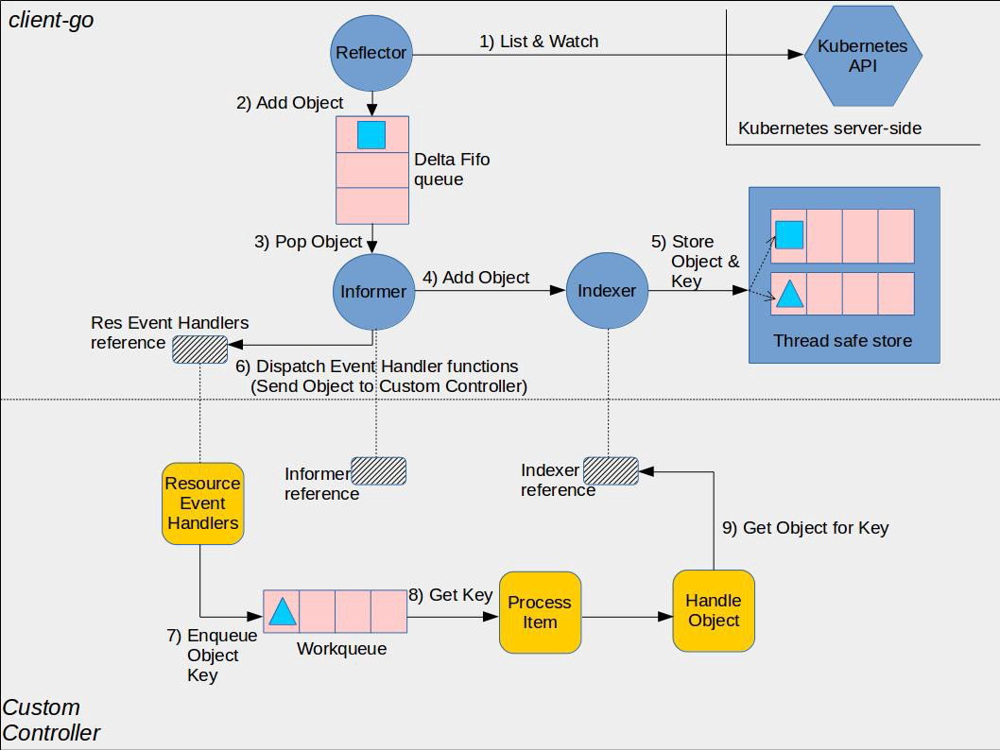 client-go
Reflector
1) List & Watch
Kubernetes
API
Kubernetes server-side
2) Add Object
Delta Fifo
queue
3) Pop Object
Informer
4) Add Object
Indexer
5) Store
Object &
Key
Thread safe store
Res Event Handlers
reference
6) Dispatch Event Handler functions
(Send Object to Custom Controller)
Resource
Event
Handlers
Informer
reference
Indexer
reference
9) Get Object for Key
7) Enqueue
Object
Key
Workqueue
8) Get Key
Process
Item
Handle
Object
Custom
Controller